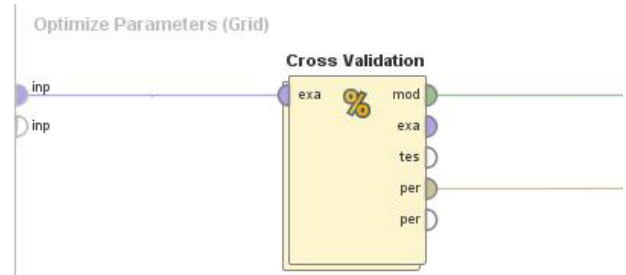 Optimize Parameters (Grid)
Cross Validation
inp
exa
%
mod
inp
exa
tes
per
per